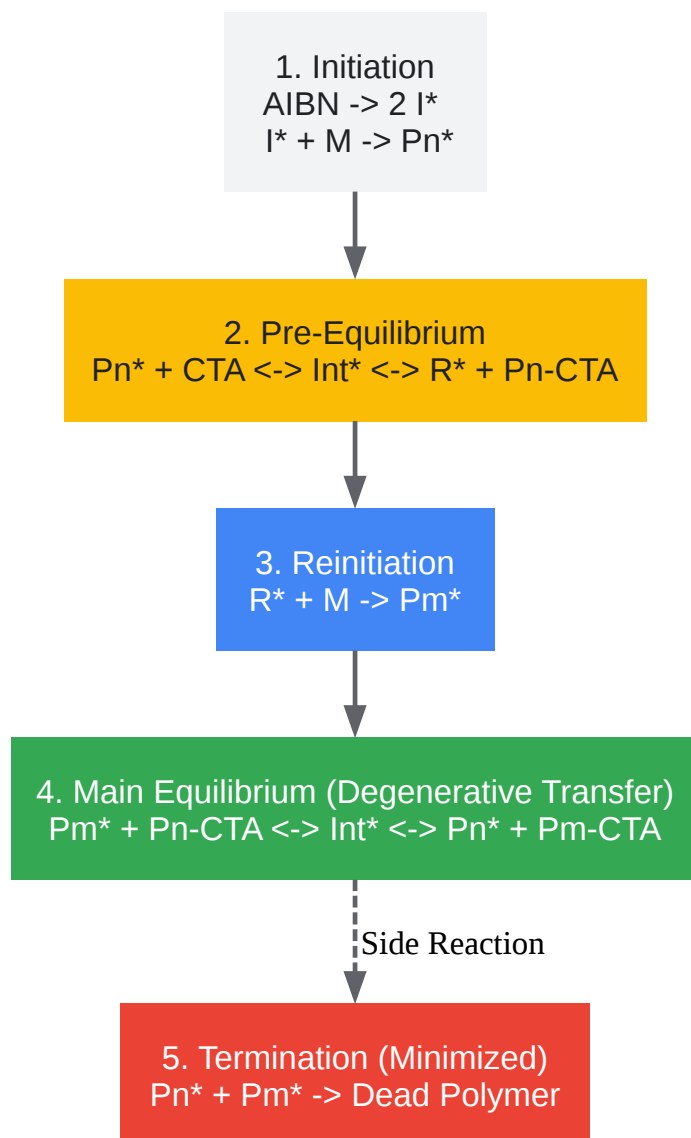 1. Initiation
AIBN -> 2 I*
I* + M -> Pn*
2. Pre-Equilibrium
Pn* + CTA <-> Int* <-> R* + Pn-CTA
3. Reinitiation
R* + M -> Pm*
4. Main Equilibrium (Degenerative Transfer)
Pm* + Pn-CTA <-> Int* <-> Pn* + Pm-CTA
Side Reaction
5. Termination (Minimized)
Pn* + Pm* -> Dead Polymer